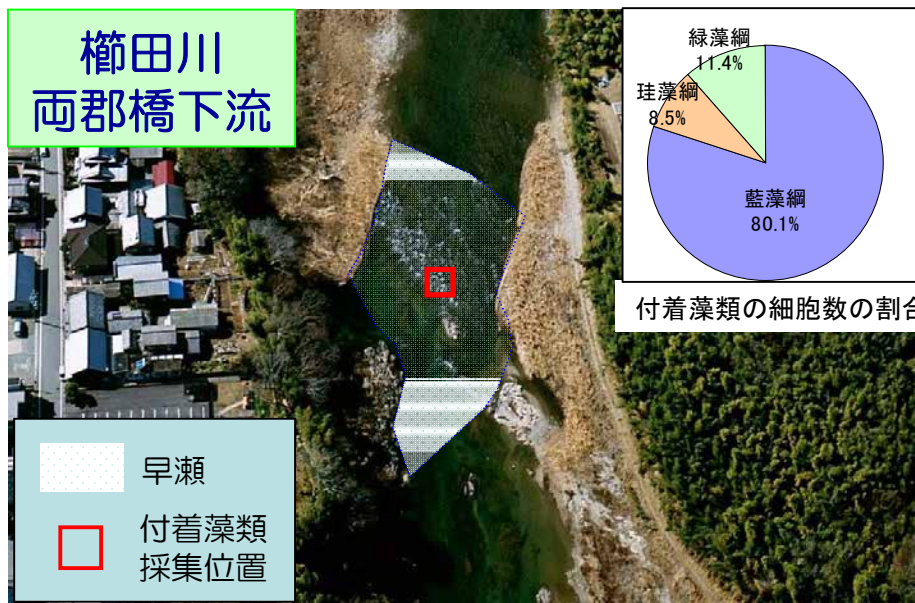 櫛田川
両郡橋下流
緑藻綱
11.4%
珪藻綱
8.5%
藍藻綱
80.1%
付着藻類の細胞数の割合
早瀬
付着藻類
採集位置